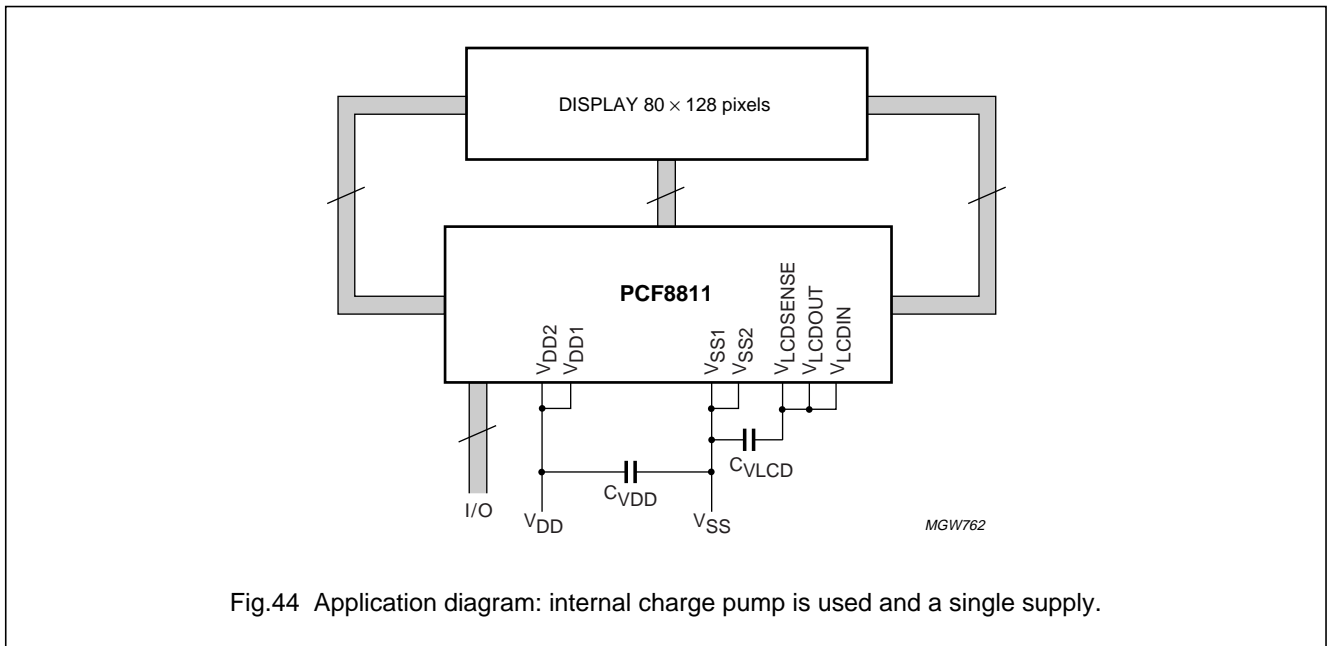 DISPLAY 80 × 128 pixels
PCF8811
VDD2
VDD1
VSS1
VSS2
VLCDSENSE
VLCDOUT
VLCDIN
CVLCD
CVDD
I/O
VDD
VSS
MGW762
Fig.44 Application diagram: internal charge pump is used and a single supply.